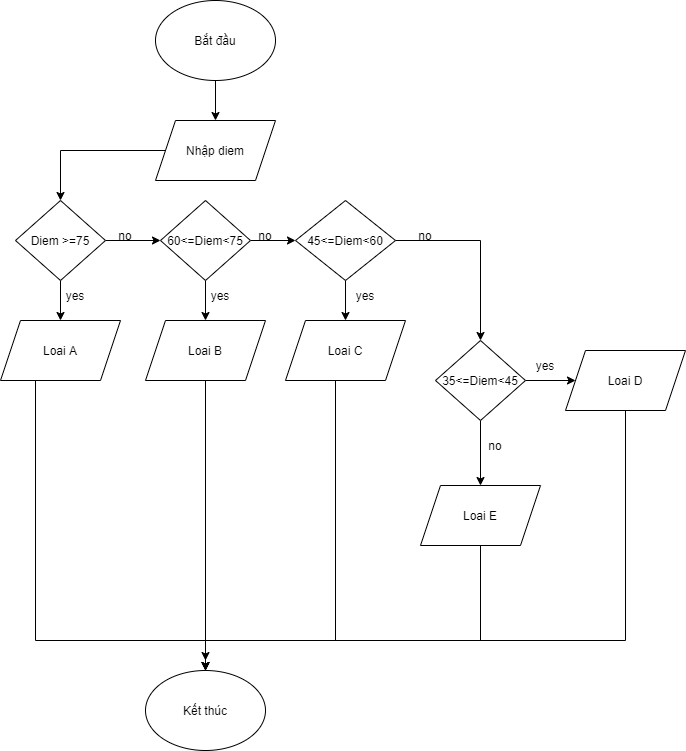 Bắt đầu
Nhập diem
Diem >=75
no
60<=Diem<75
no
45<=Diem<60
no
yes
yes
yes
Loai A
Loai B
Loai C
35<=Diem<45
yes
Loai D
no
Loai E
Kết thúc